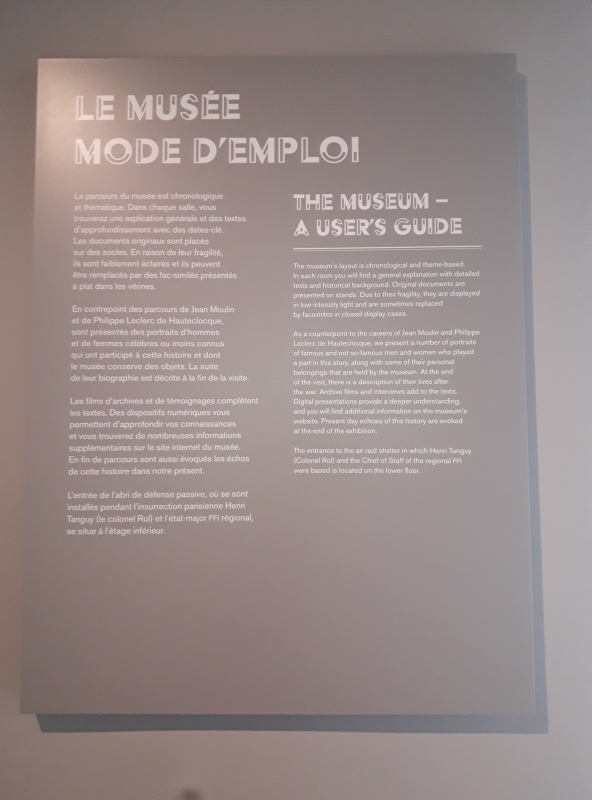 LE MUSÉE
MODE D'EMPLOI
Le parcours du musée est chronologique
et thématique. Dans chaque salle, vous
trouverez une explication générale et des textes
d'approfondissement avec des dates-clé.
Les documents originaux sont placés
sur des socles. En raison de leur fragilité,
ils sont faiblement éclairés et ils peuvent
être remplacés par des fac-similés présentés
à plat dans les vitrines.
En contrepoint des parcours de Jean Moulin
et de Philippe Leclerc de Hauteclocque,
sont présentés des portraits d'hommes
et de femmes célèbres ou moins connus
qui ont participé à cette histoire et dont
le musée conserve des objets. La suite
de leur biographie est décrite à la fin de la visite.
Les films d'archives et de témoignages complètent
les textes. Des dispositifs numériques vous
permettent d'approfondir vos connaissances
et vous trouverez de nombreuses informations
supplémentaires sur le site internet du musée.
En fin de parcours sont aussi évoqués les échos
de cette histoire dans notre présent.
L'entrée de l'abri de défense passive, où se sont
installés pendant l'insurrection parisienne Henri
Tanguy (le colonel Rol) et l'état-major FFI régional,
se situe à l'étage inférieur.
THE MUSEUM –
A USER'S GUIDE
The museum's layout is chronological and theme-based.
In each room you will find a general explanation with detailed
texts and historical background. Original documents are
presented on stands. Due to their fragility, they are displayed
in low-intensity light and are sometimes replaced
by facsimiles in closed display cases.
As a counterpoint to the careers of Jean Moulin and Philippe
Leclerc de Hauteclocque, we present a number of portraits
of famous and not-so-famous men and women who played
a part in this story, along with some of their personal
belongings that are held by the museum. At the end
of the visit, there is a description of their lives after
the war. Archive films and interviews add to the texts.
Digital presentations provide a deeper understanding,
and you will find additional information on the museum's
website. Present day echoes of this history are evoked
at the end of the exhibition.
The entrance to the air raid shelter in which Henri Tanguy
(Colonel Rol) and the Chief of Staff of the regional FFI
were based is located on the lower floor.